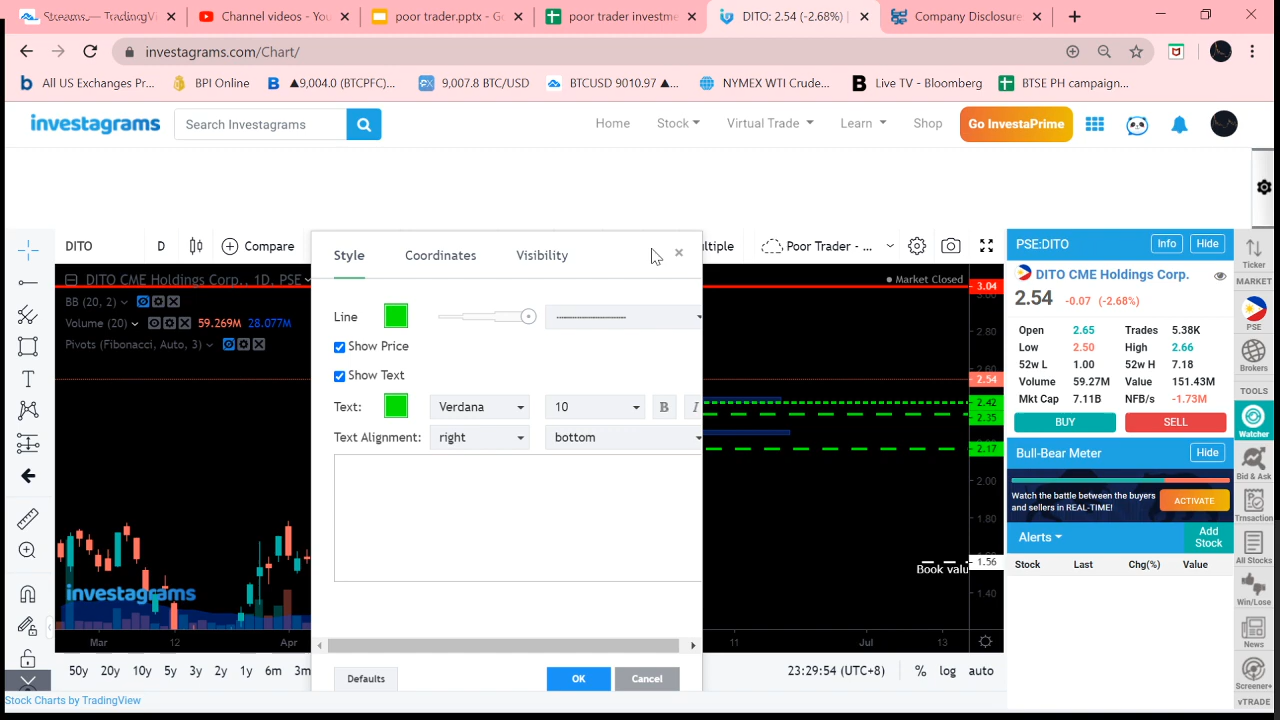 Stocks — TradingVi
Channel videos - You
poor trader.pptx - G
poor trader investme
DITO: 2.54 (−2.68%)
Company Disclosure
investagrams.com/Chart/
All US Exchanges Pr...
BPI Online
▲9,004.0 (BTCPFC)...
9,007.8 BTC/USD
BTCUSD 9010.97 ▲...
NYMEX WTI Crude...
Live TV - Bloomberg
BTSE PH campaign...
investagrams
Search Investagrams
Home
Stock
Virtual Trade
Learn
Shop
Go InvestaPrime
DITO
D
Compare
Style
Coordinates
Visibility
ultiple
Poor Trader - ...
DITO CME Holdings Corp., 1D, PSE
Market Closed
BB (20, 2)
Volume (20)
59.269M
28.077M
Pivots (Fibonacci, Auto, 3)
Line
Show Price
Show Text
Text:
Verdana
10
B
I
Text Alignment:
right
bottom
Defaults
OK
Cancel
3.04
2.80
2.60
2.54
2.42
2.35
2.17
2.00
1.80
1.56
1.40
Book valu
investagrams
Mar
12
Apr
11
Jul
13
50y
20y
10y
5y
3y
2y
1y
6m
3m
23:29:54 (UTC+8)
%
log
auto
Stock Charts by TradingView
PSE:DITO
Info
Hide
DITO CME Holdings Corp.
2.54 -0.07 (-2.68%)
Open 2.65 Trades 5.38K
Low 2.50 High 2.66
52w L 1.00 52w H 7.18
Volume 59.27M Value 151.43M
Mkt Cap 7.11B NFB/s -1.73M
BUY
SELL
Bull-Bear Meter
Hide
Watch the battle between the buyers
and sellers in REAL-TIME!
ACTIVATE
Alerts
Add
Stock
Stock Last Chg(%) Value
Ticker
MARKET
PSE
Brokers
TOOLS
Watcher
Bid & Ask
Trnsaction
All Stocks
Win/Lose
News
Screener+
vTRADE